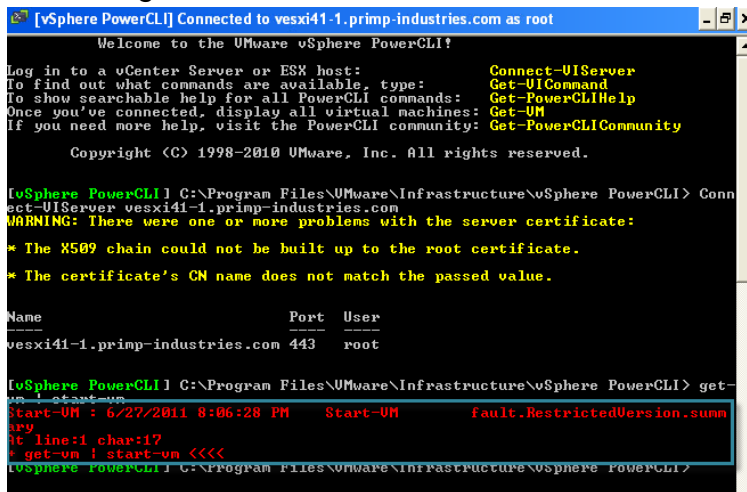 [vSphere PowerCLI] Connected to vesxi41-1.primp-industries.com as root
Welcome to the VMware vSphere PowerCLI!
Log in to a vCenter Server or ESX host: Connect-VIServer
To find out what commands are available, type: Get-VICommand
To show searchable help for all PowerCLI commands: Get-PowerCLIHelp
Once you've connected, display all virtual machines: Get-VM
If you need more help, visit the PowerCLI community: Get-PowerCLICommunity
Copyright (C) 1998-2010 VMware, Inc. All rights reserved.
[vSphere PowerCLI] C:\Program Files\VMware\Infrastructure\vSphere PowerCLI> Conn
ect-VIServer vesxi41-1.primp-industries.com
WARNING: There were one or more problems with the server certificate:
* The X509 chain could not be built up to the root certificate.
* The certificate's CN name does not match the passed value.
Name Port User
---- ---- ----
vesxi41-1.primp-industries.com 443 root
[vSphere PowerCLI] C:\Program Files\VMware\Infrastructure\vSphere PowerCLI> get-
vm | start-vm
Start-VM : 6/27/2011 8:06:28 PM Start-VM fault.RestrictedVersion.summ
ary
At line:1 char:17
+ get-vm | start-vm <<<<
[vSphere PowerCLI] C:\Program Files\VMware\Infrastructure\vSphere PowerCLI>